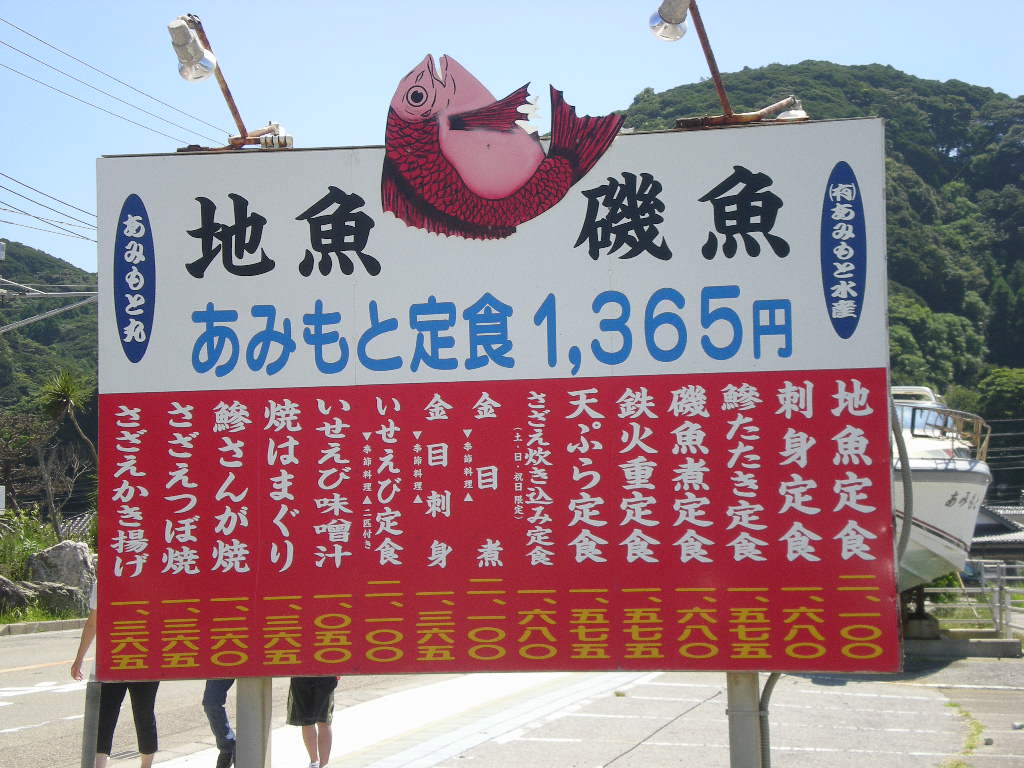 地魚 磯魚
あみもと丸
㈲あみもと水産
あみもと定食1,365円
地魚定食 二、一〇〇
刺身定食 一、六八〇
鯵たたき定食 一、五七五
磯魚煮定食 一、六八〇
鉄火重定食 一、五七五
天ぷら定食 一、五七五
さざえ炊き込み定食 一、六八〇
(土・日・祝日限定)
金目煮 二、一〇〇
▼季節料理▲
金目刺身 一、三六五
▼季節料理▲
いせえび定食 二、一〇〇
▼季節料理▲二匹付き
いせえび味噌汁 一、〇五〇
焼はまぐり 一、三六五
鯵さんが焼 一、二六〇
さざえつぼ焼 一、三六五
さざえかき揚げ 一、三六五